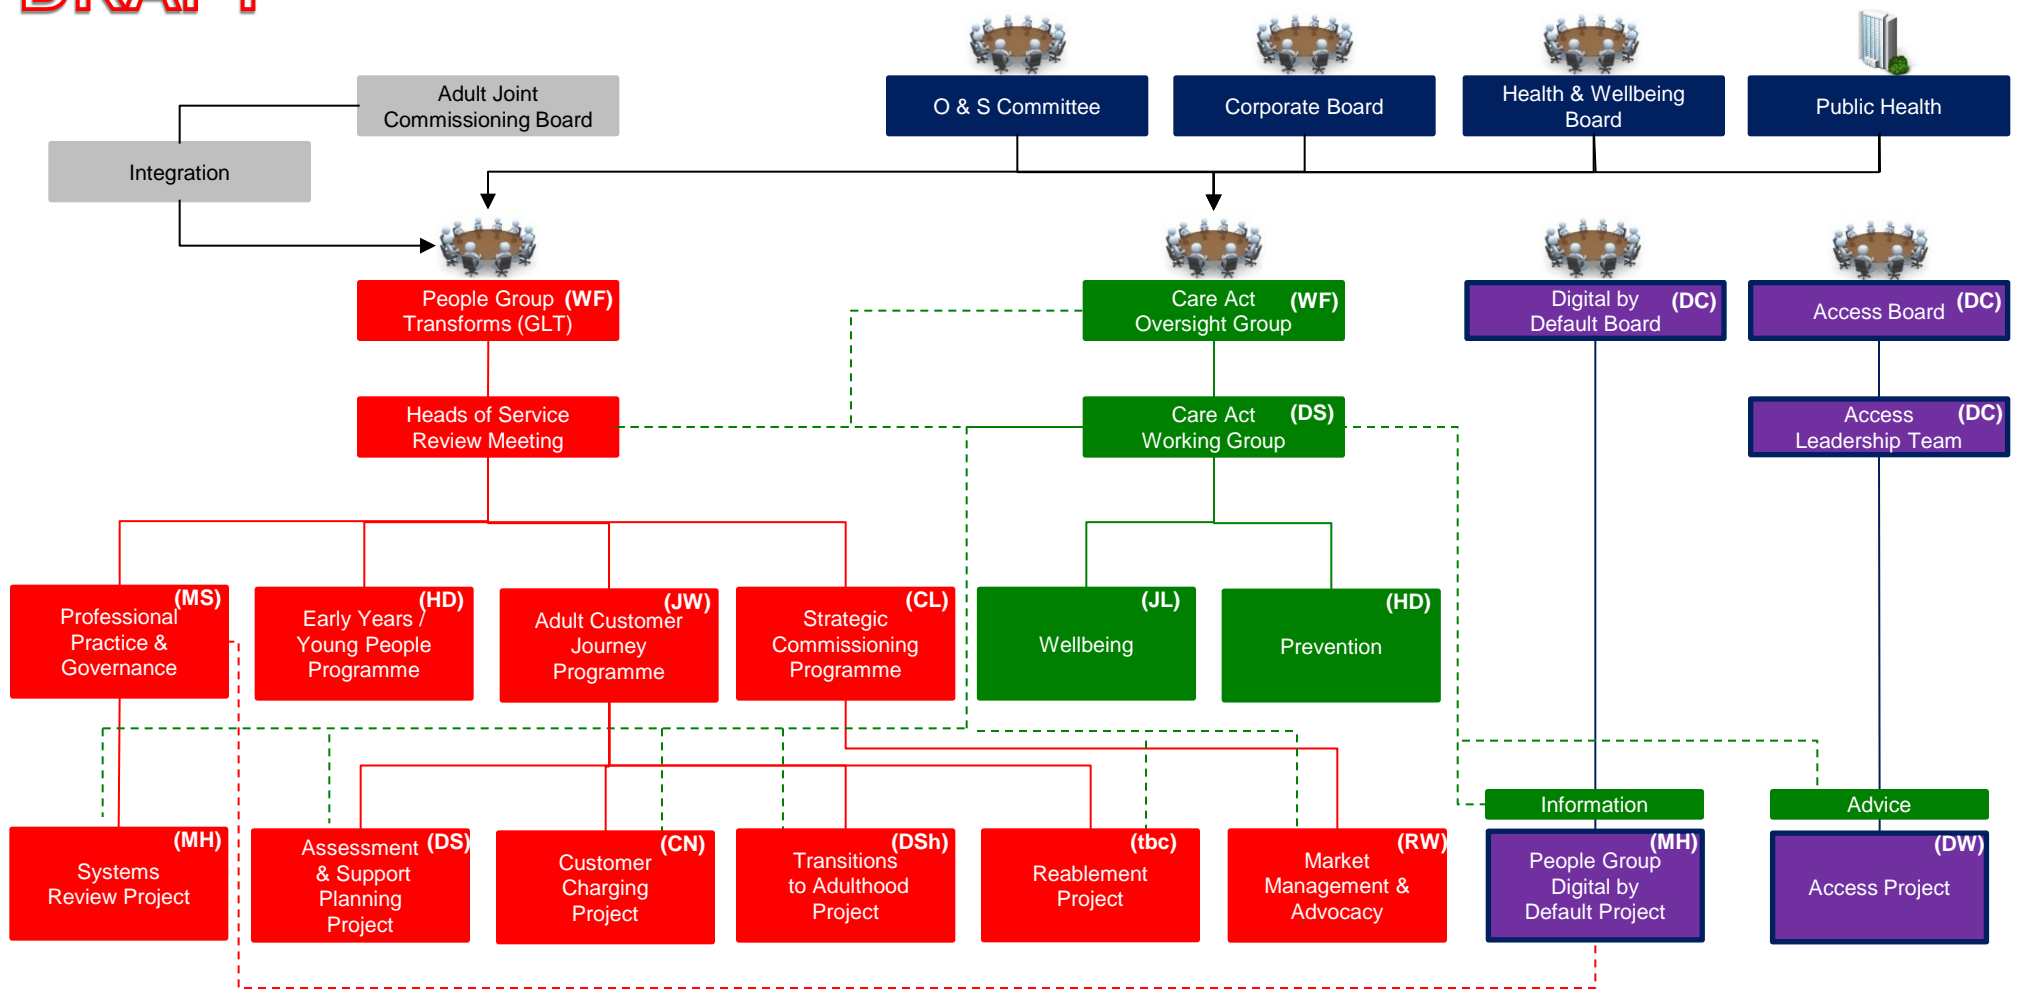 DRAFT
Adult Joint
Commissioning Board
O & S Committee
Corporate Board
Health & Wellbeing
Board
Public Health
Integration
People Group (WF)
Transforms (GLT)
Care Act (WF)
Oversight Group
Digital by (DC)
Default Board
Access Board (DC)
Heads of Service
Review Meeting
Care Act (DS)
Working Group
Access (DC)
Leadership Team
(MS)
Professional
Practice &
Governance
(HD)
Early Years /
Young People
Programme
(JW)
Adult Customer
Journey
Programme
(CL)
Strategic
Commissioning
Programme
(JL)
Wellbeing
(HD)
Prevention
Information
Advice
(MH)
Systems
Review Project
Assessment (DS)
& Support
Planning
Project
(CN)
Customer
Charging
Project
(DSh)
Transitions
to Adulthood
Project
(tbc)
Reablement
Project
(RW)
Market
Management &
Advocacy
(MH)
People Group
Digital by
Default Project
(DW)
Access Project